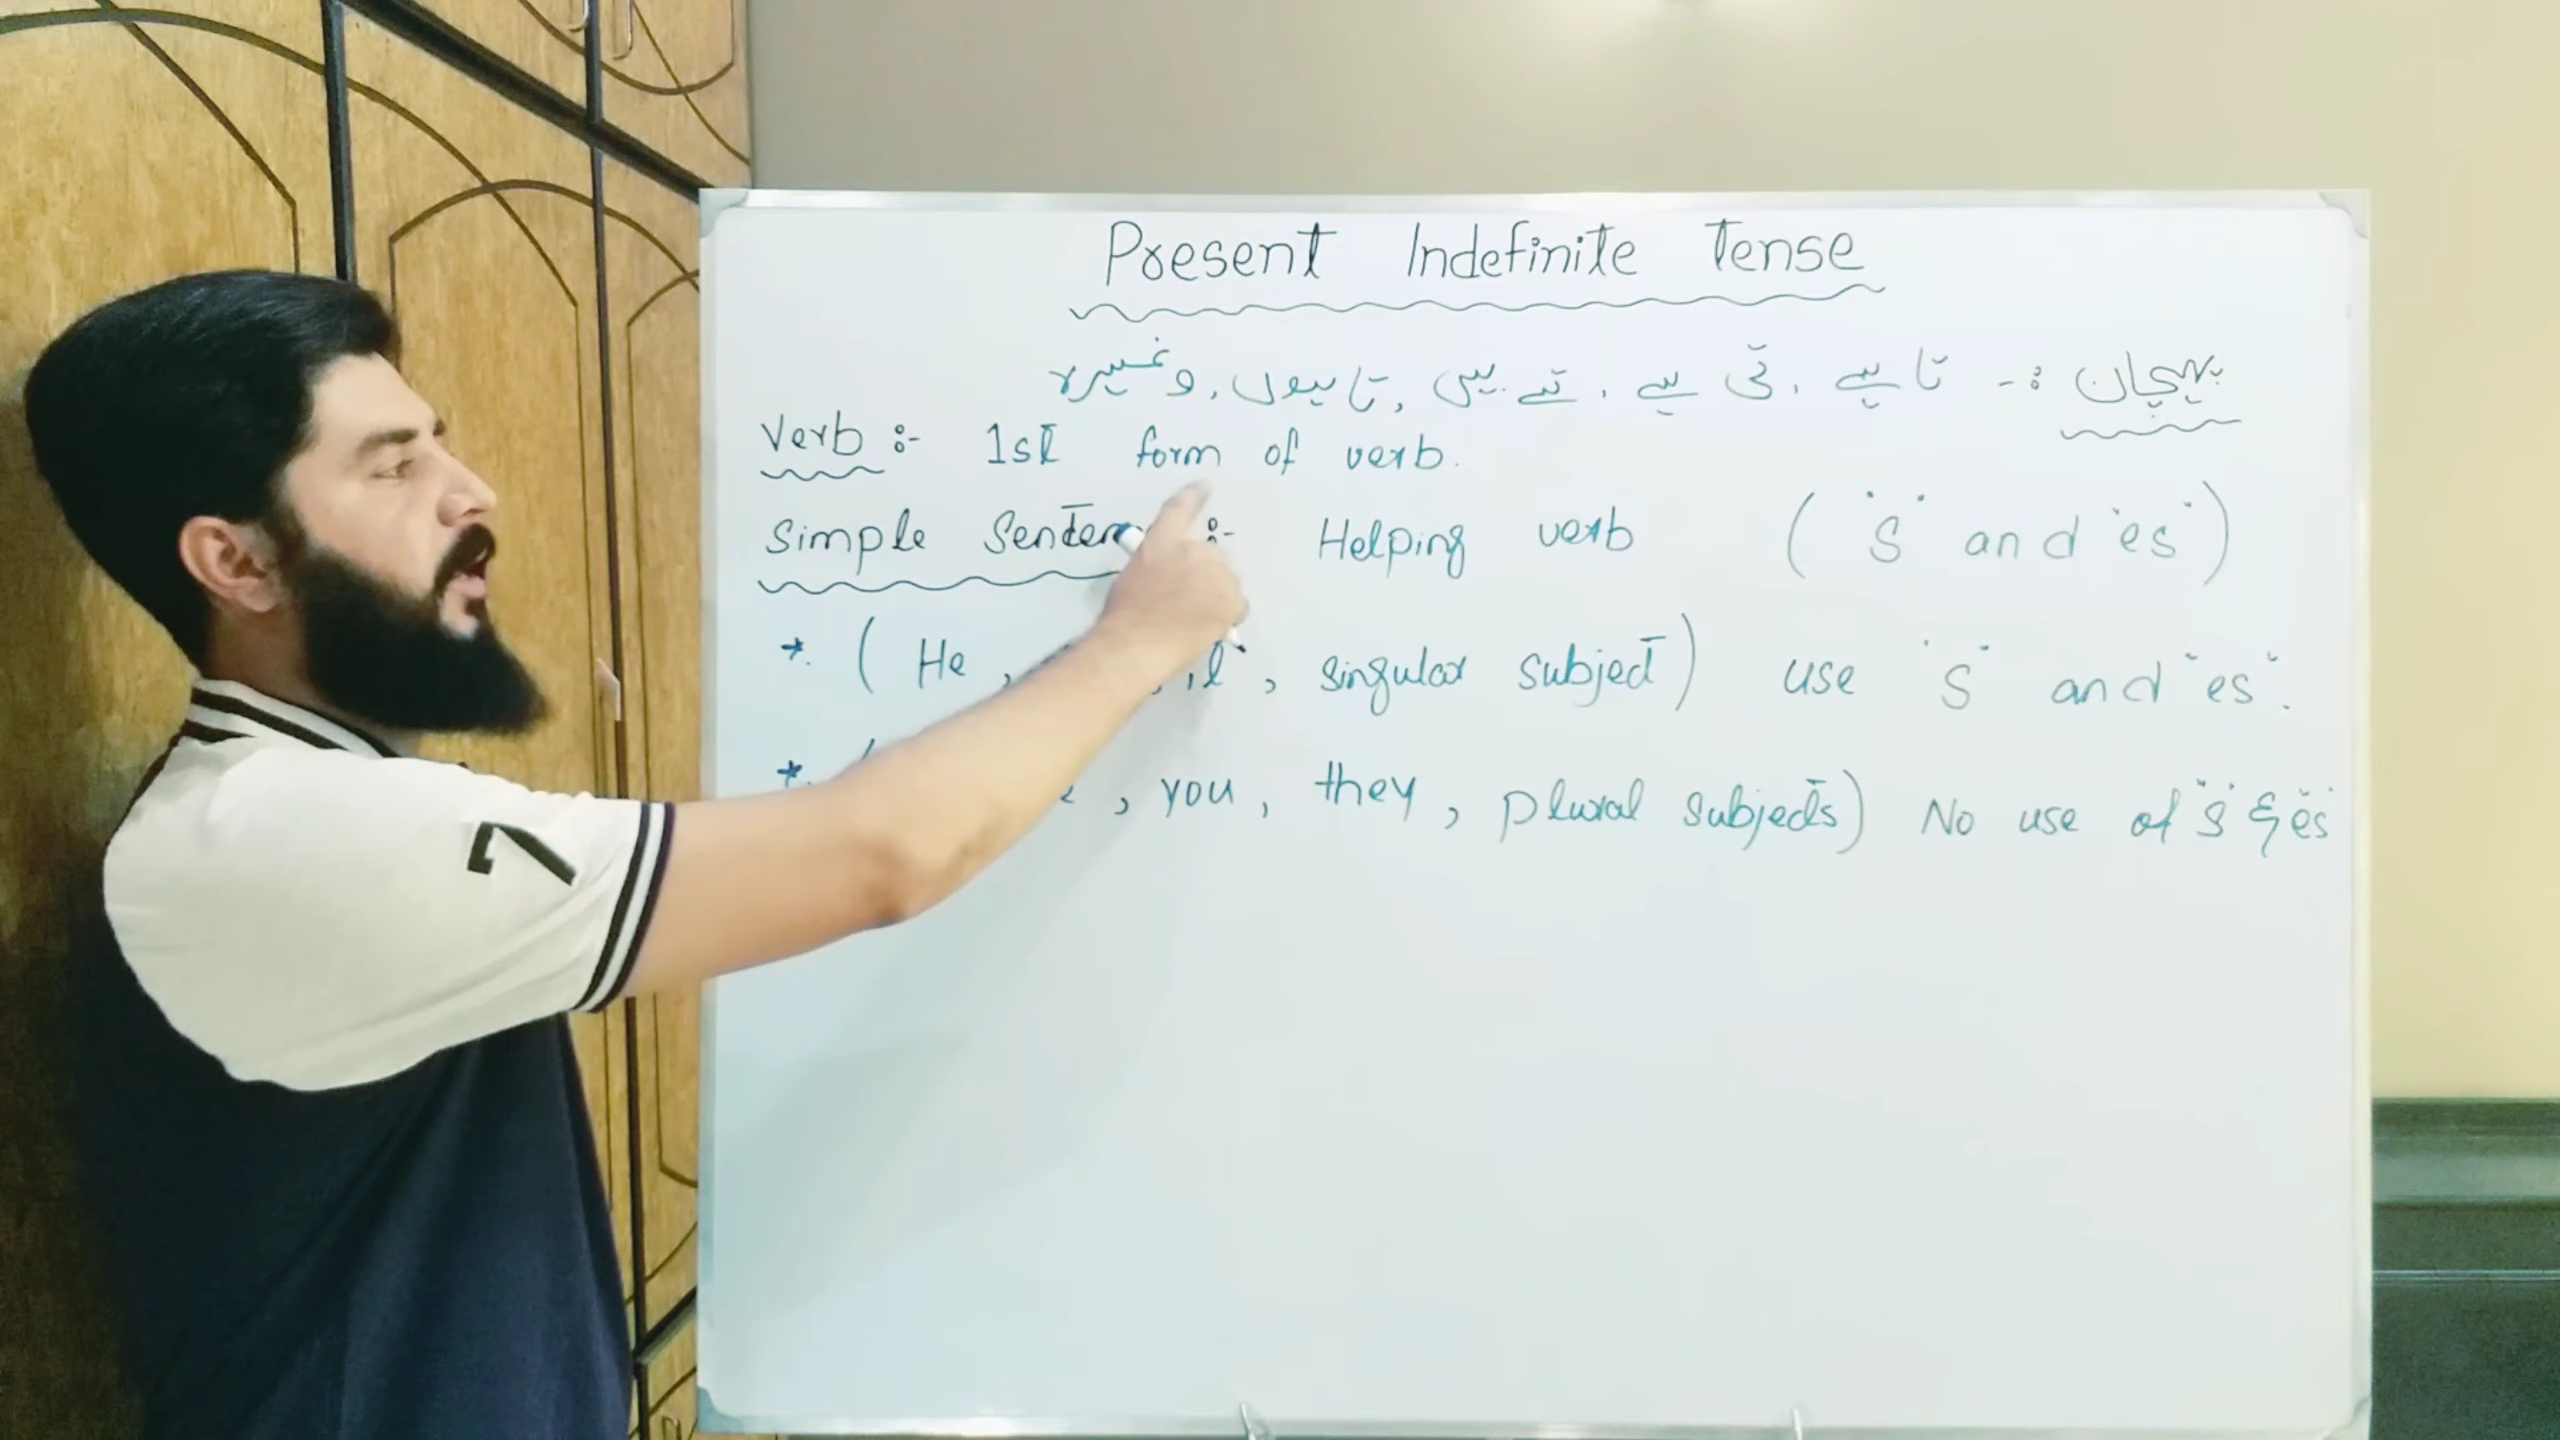 Present Indefinite Tense
پہچان :- تا ہے ، تی ہے ، تے ہیں ، تا ہوں ، وغیرہ
Verb :- 1st form of verb.
Simple :- Helping verb ("s" and "es")
* (He , it , singular subject) use "s" and "es".
* , you , they , plural subjects) No use of "s" & "es"
7